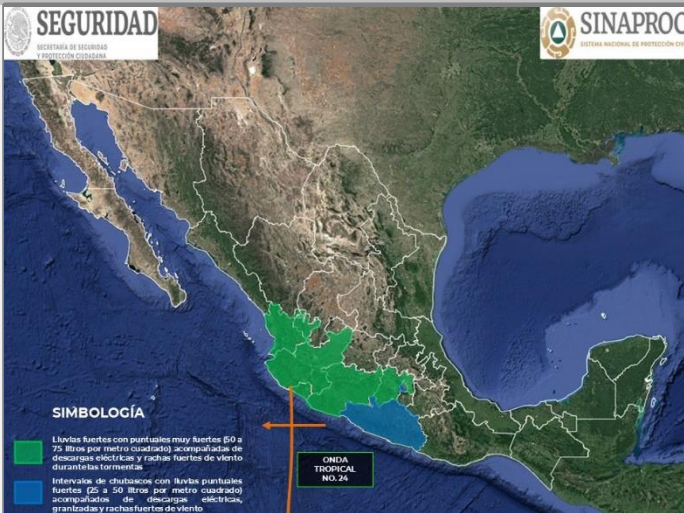 SEGURIDAD
SECRETARÍA DE SEGURIDAD
Y PROTECCIÓN CIUDADANA
SINAPROC
SISTEMA NACIONAL DE PROTECCIÓN CIV
SIMBOLOGÍA
Lluvias fuertes con puntuales muy fuertes (50 a
75 litros por metro cuadrado) acompañadas de
descargas eléctricas y rachas fuertes de viento
durante las tormentas
Intervalos de chubascos con lluvias puntuales
fuertes (25 a 50 litros por metro cuadrado)
acompañados de descargas eléctricas,
granizadas y rachas fuertes de viento
ONDA
TROPICAL
NO. 24